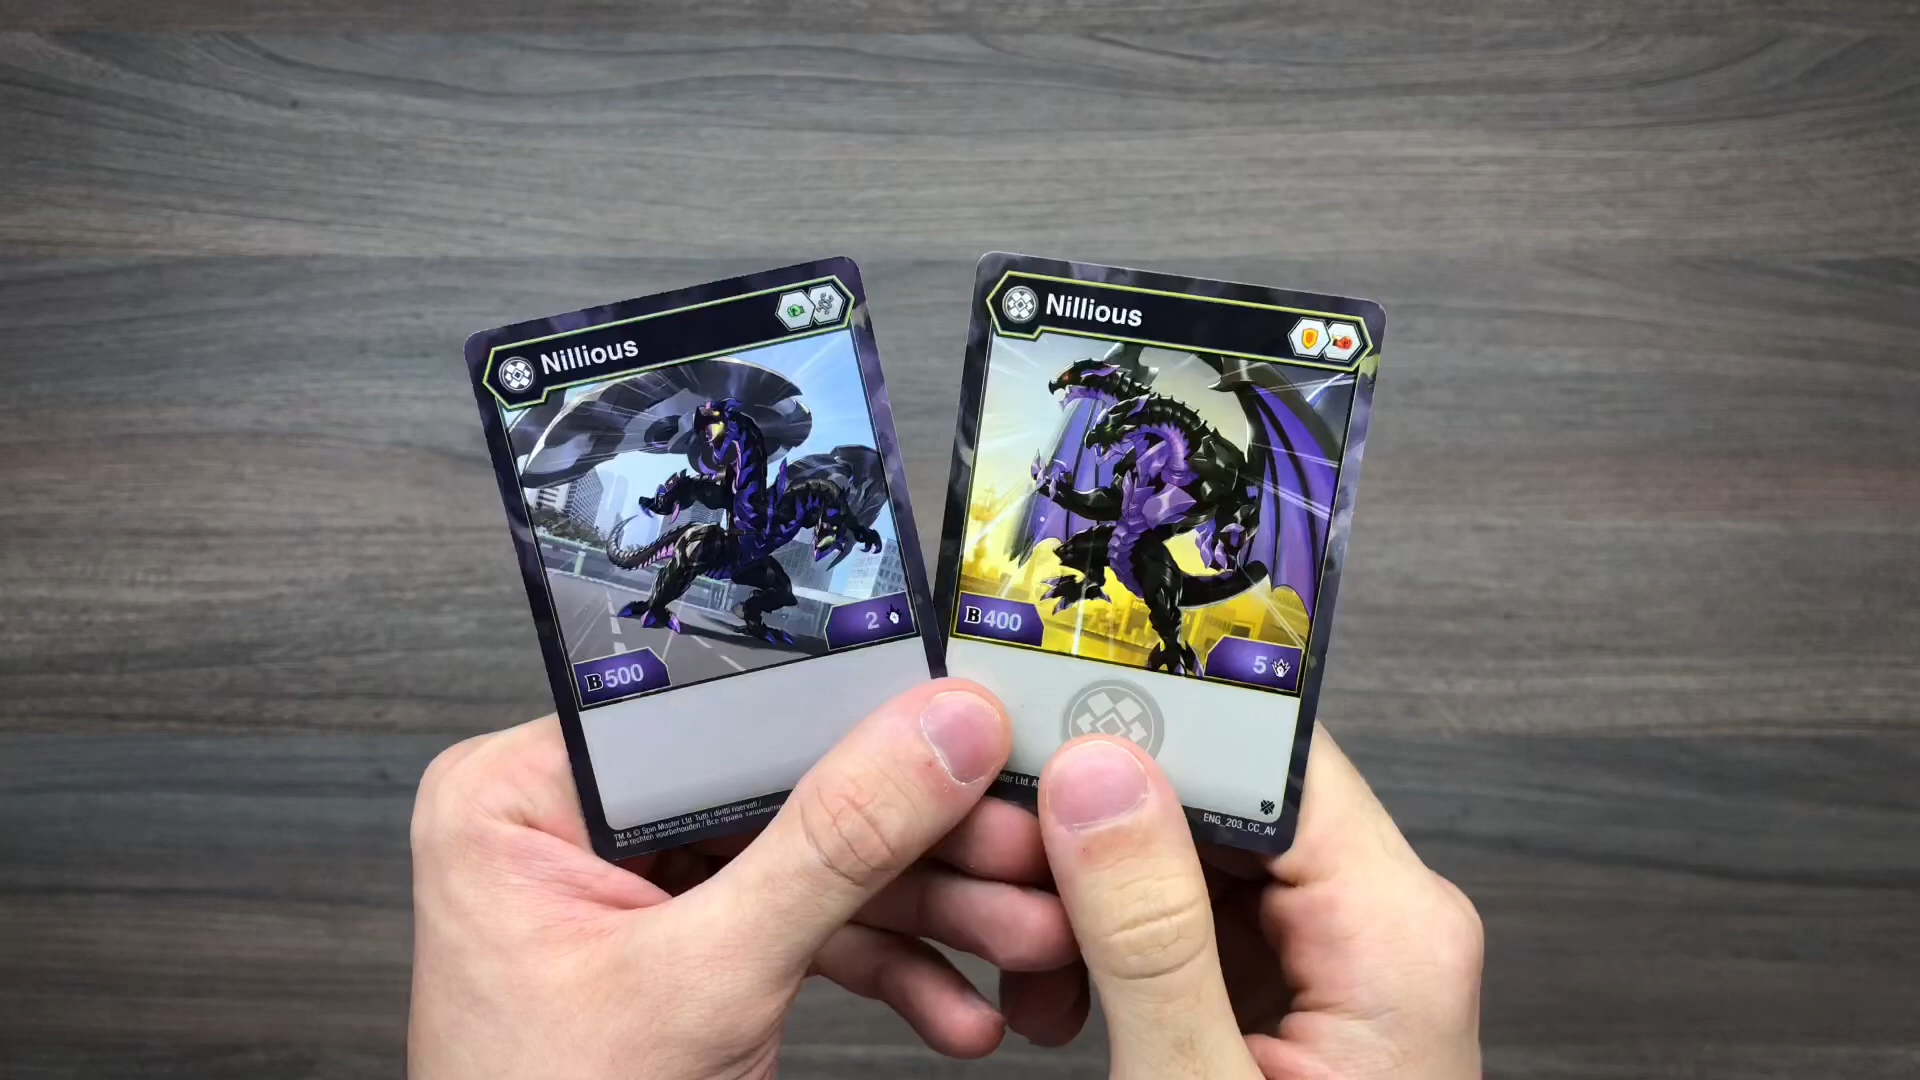 Nillious
2
B500
TM & © Spin Master Ltd. Tutti i diritti riservati /
Alle rechten voorbehouden / Все права
Nillious
B400
5
ster Ltd. A
ENG_203_CC_AV